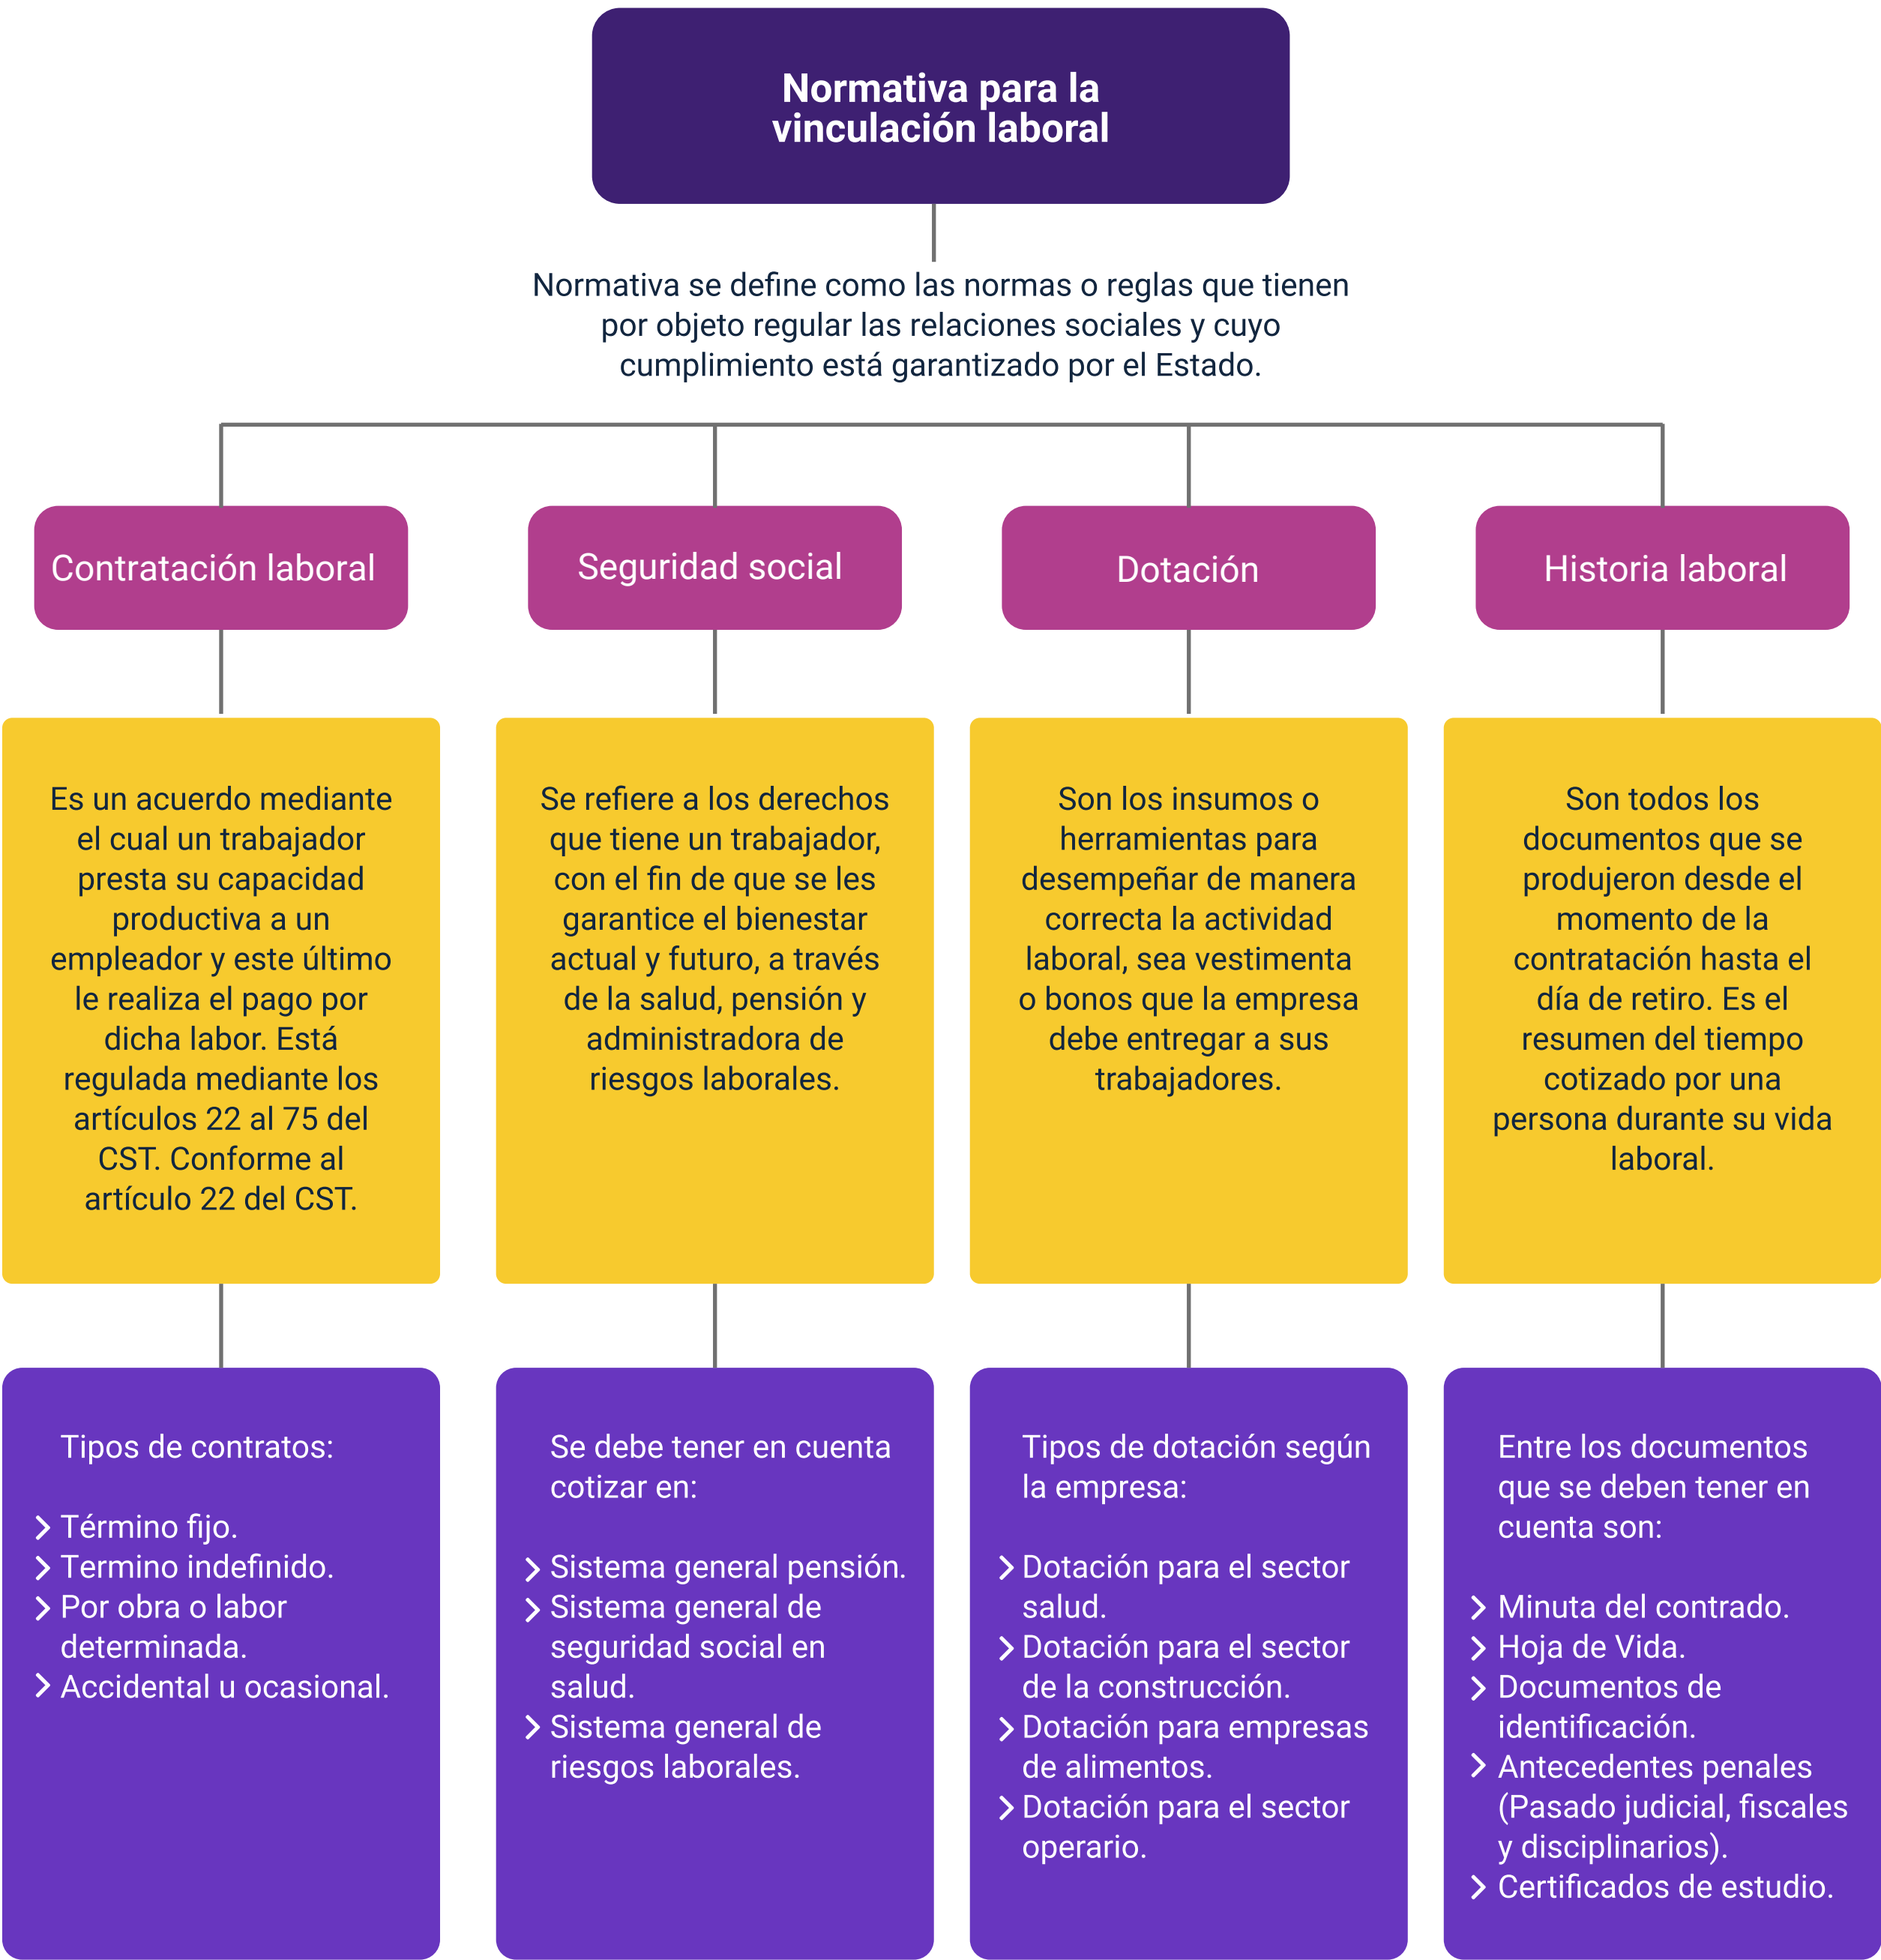 Normativa para la
vinculación laboral
Normativa se define como las normas o reglas que tienen
por objeto regular las relaciones sociales y cuyo
cumplimiento está garantizado por el Estado.
Contratación laboral
Es un acuerdo mediante
el cual un trabajador
presta su capacidad
productiva a un
empleador y este último
le realiza el pago por
dicha labor. Está
regulada mediante los
artículos 22 al 75 del
CST. Conforme al
artículo 22 del CST.
Tipos de contratos:
Término fijo.
Termino indefinido.
Por obra o labor
determinada.
Accidental u ocasional.
Seguridad social
Se refiere a los derechos
que tiene un trabajador,
con el fin de que se les
garantice el bienestar
actual y futuro, a través
de la salud, pensión y
administradora de
riesgos laborales.
Se debe tener en cuenta
cotizar en:
Sistema general pensión.
Sistema general de
seguridad social en
salud.
Sistema general de
riesgos laborales.
Dotación
Son los insumos o
herramientas para
desempeñar de manera
correcta la actividad
laboral, sea vestimenta
o bonos que la empresa
debe entregar a sus
trabajadores.
Tipos de dotación según
la empresa:
Dotación para el sector
salud.
Dotación para el sector
de la construcción.
Dotación para empresas
de alimentos.
Dotación para el sector
operario.
Historia laboral
Son todos los
documentos que se
produjeron desde el
momento de la
contratación hasta el
día de retiro. Es el
resumen del tiempo
cotizado por una
persona durante su vida
laboral.
Entre los documentos
que se deben tener en
cuenta son:
Minuta del contrado.
Hoja de Vida.
Documentos de
identificación.
Antecedentes penales
(Pasado judicial, fiscales
y disciplinarios).
Certificados de estudio.